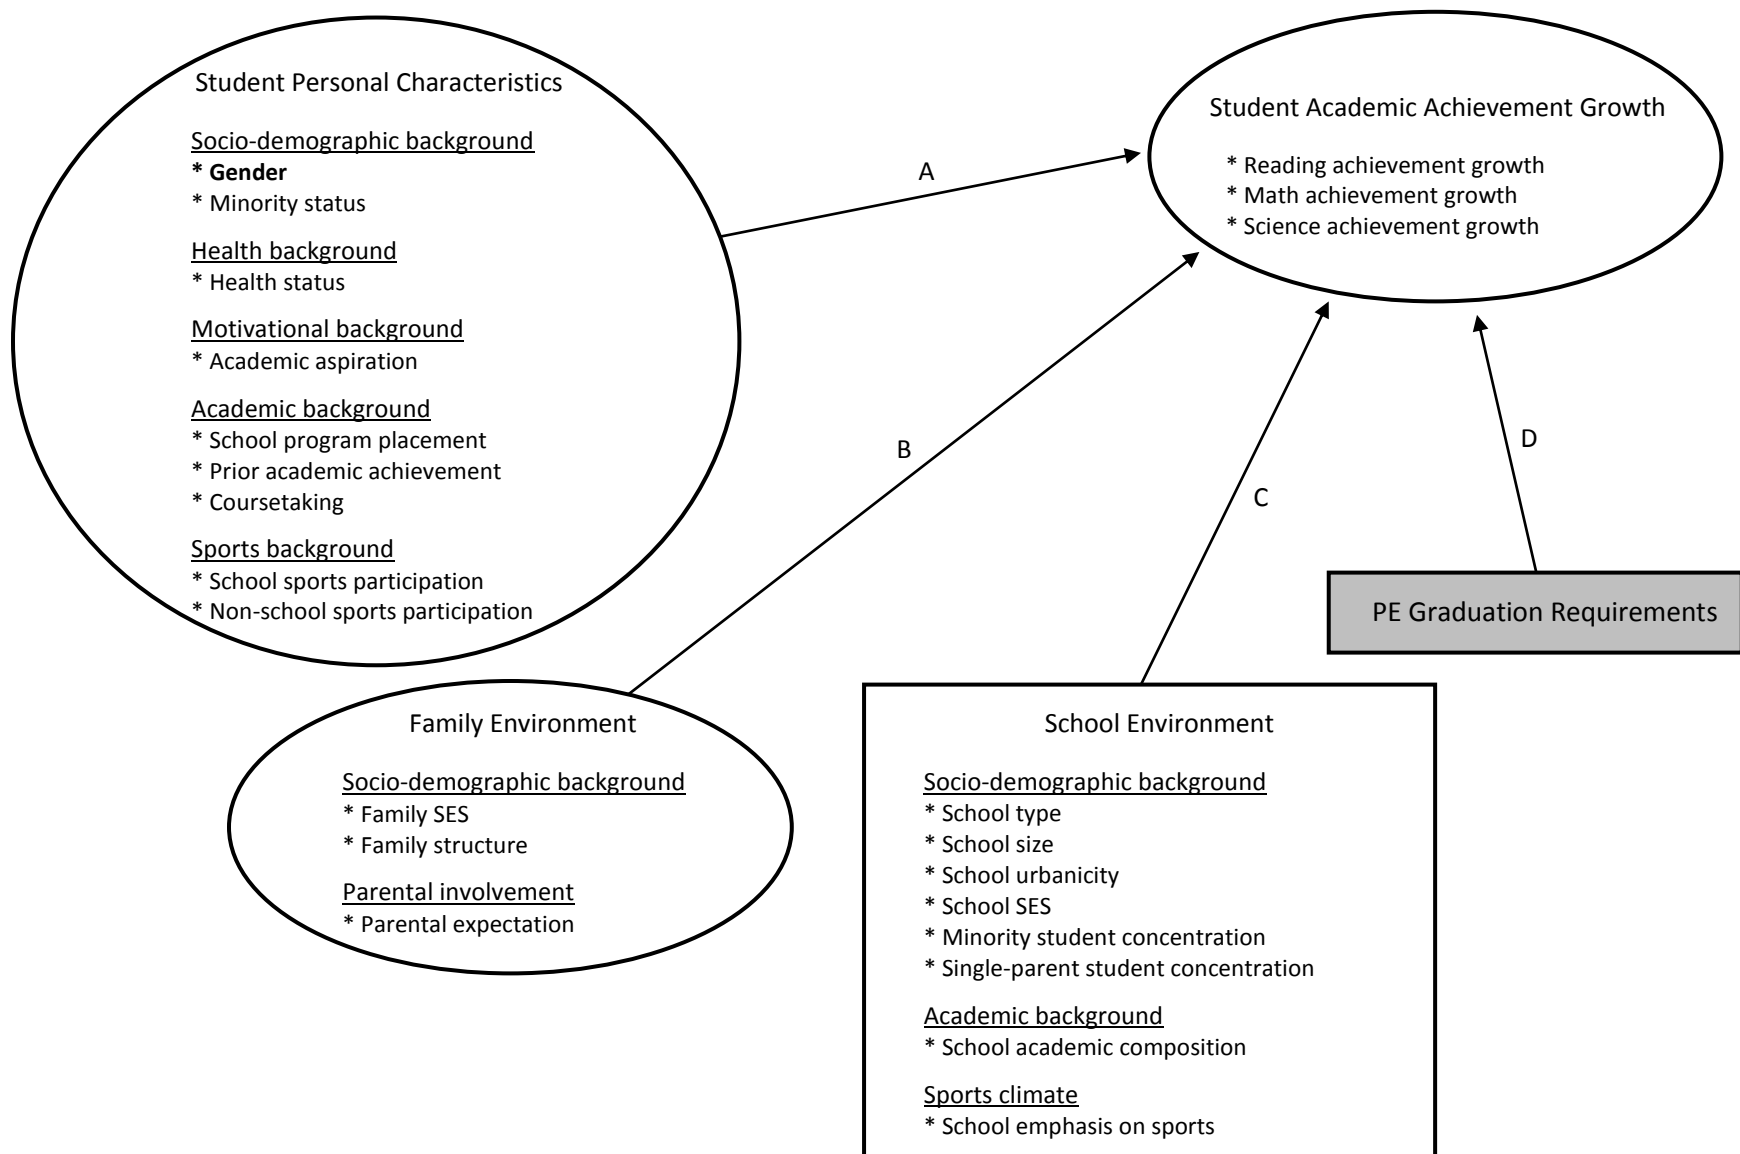 Student Personal Characteristics
Socio-demographic background
* Gender
* Minority status
Health background
* Health status
Motivational background
* Academic aspiration
Academic background
* School program placement
* Prior academic achievement
* Coursetaking
Sports background
* School sports participation
* Non-school sports participation
A
Student Academic Achievement Growth
* Reading achievement growth
* Math achievement growth
* Science achievement growth
B
C
D
PE Graduation Requirements
Family Environment
Socio-demographic background
* Family SES
* Family structure
Parental involvement
* Parental expectation
School Environment
Socio-demographic background
* School type
* School size
* School urbanicity
* School SES
* Minority student concentration
* Single-parent student concentration
Academic background
* School academic composition
Sports climate
* School emphasis on sports